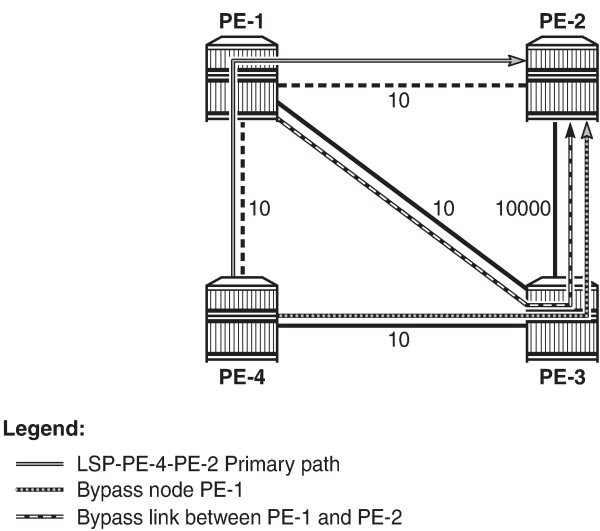 PE-1
PE-2
10
10
10
10000
10
PE-4
PE-3
Legend:
LSP-PE-4-PE-2 Primary path
Bypass node PE-1
Bypass link between PE-1 and PE-2